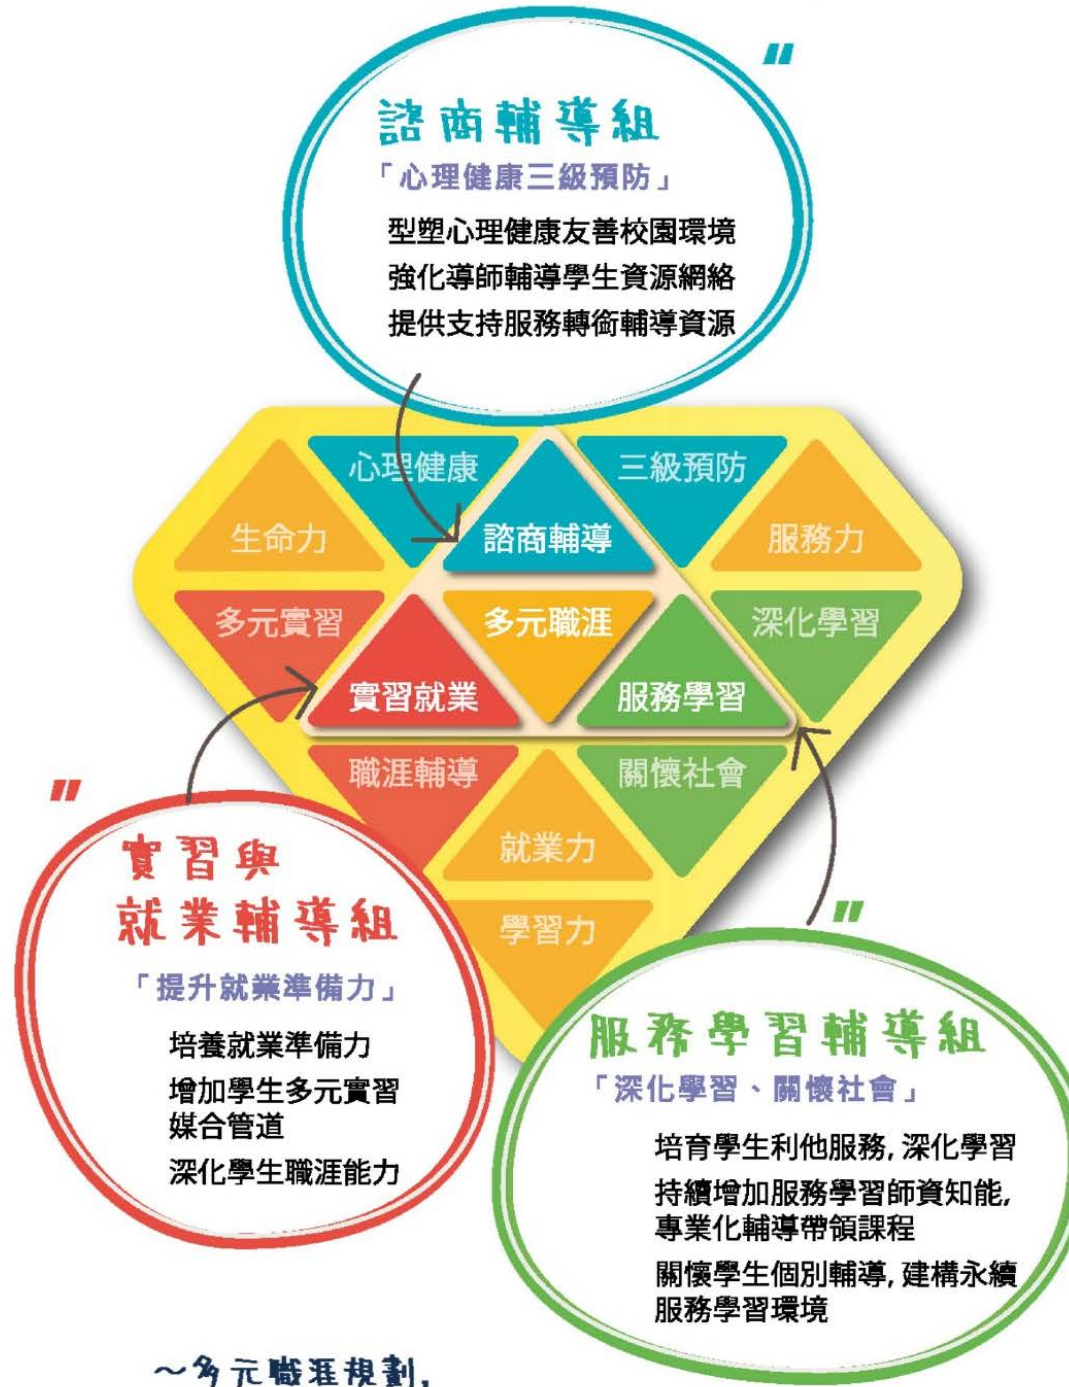 諮商輔導組
「心理健康三級預防」
型塑心理健康友善校園環境
強化導師輔導學生資源網絡
提供支持服務轉銜輔導資源
心理健康
三級預防
生命力
諮商輔導
服務力
多元實習
多元職涯
深化學習
實習就業
服務學習
職涯輔導
關懷社會
就業力
學習力
實習與
就業輔導組
「提升就業準備力」
培養就業準備力
增加學生多元實習
媒合管道
深化學生職涯能力
服務學習輔導組
「深化學習、關懷社會」
培育學生利他服務, 深化學習
持續增加服務學習師資知能,
專業化輔導帶領課程
關懷學生個別輔導, 建構永續
服務學習環境
～多元職涯規劃,